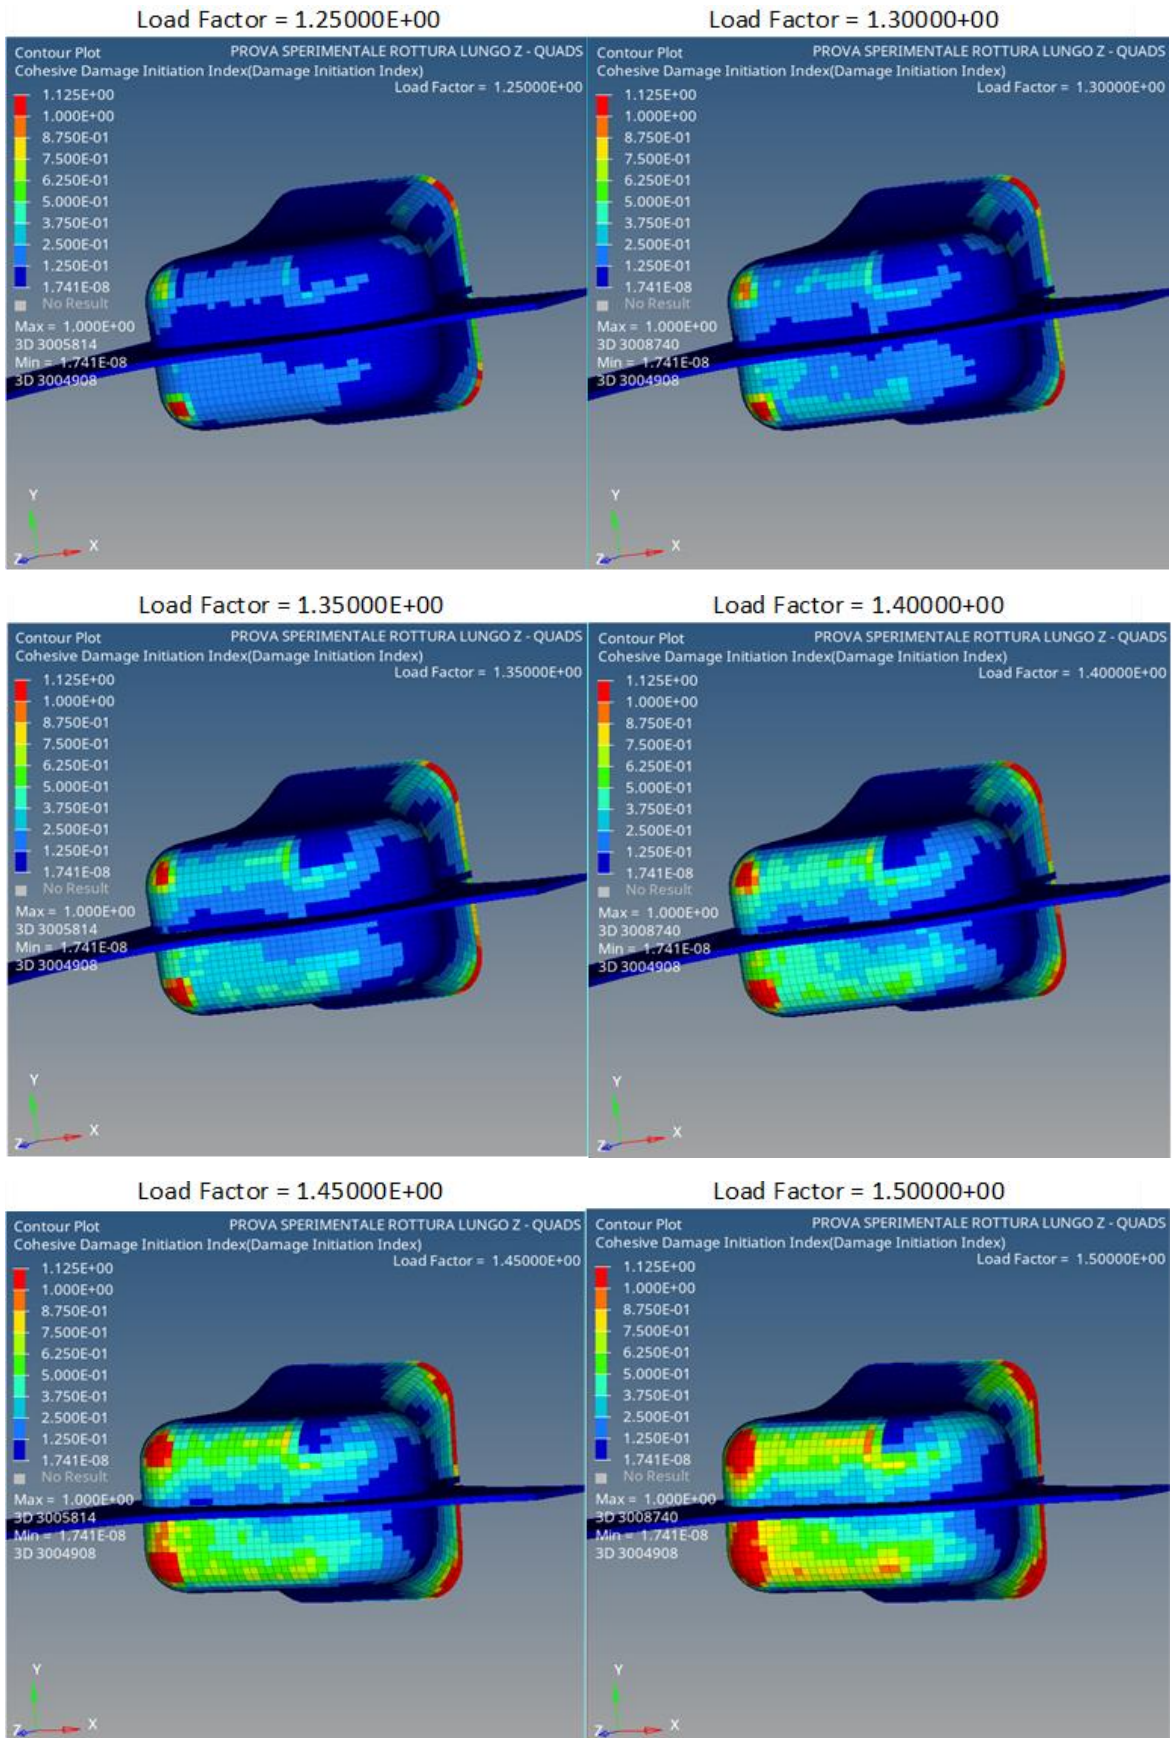 Load Factor = 1.25000E+00
Contour Plot PROVA SPERIMENTALE ROTTURA LUNGO Z - QUADS
Cohesive Damage Initiation Index(Damage Initiation Index)
Load Factor = 1.25000E+00
1.125E+00
1.000E+00
8.750E-01
7.500E-01
6.250E-01
5.000E-01
3.750E-01
2.500E-01
1.250E-01
1.741E-08
No Result
Max = 1.000E+00
3D 3005814
Min = 1.741E-08
3D 3004908
Y
Z X
Load Factor = 1.30000+00
Contour Plot PROVA SPERIMENTALE ROTTURA LUNGO Z - QUADS
Cohesive Damage Initiation Index(Damage Initiation Index)
Load Factor = 1.30000E+00
1.125E+00
1.000E+00
8.750E-01
7.500E-01
6.250E-01
5.000E-01
3.750E-01
2.500E-01
1.250E-01
1.741E-08
No Result
Max = 1.000E+00
3D 3008740
Min = 1.741E-08
3D 3004908
Y
Z X
Load Factor = 1.35000E+00
Contour Plot PROVA SPERIMENTALE ROTTURA LUNGO Z - QUADS
Cohesive Damage Initiation Index(Damage Initiation Index)
Load Factor = 1.35000E+00
1.125E+00
1.000E+00
8.750E-01
7.500E-01
6.250E-01
5.000E-01
3.750E-01
2.500E-01
1.250E-01
1.741E-08
No Result
Max = 1.000E+00
3D 3005814
Min = 1.741E-08
3D 3004908
Y
Z X
Load Factor = 1.40000+00
Contour Plot PROVA SPERIMENTALE ROTTURA LUNGO Z - QUADS
Cohesive Damage Initiation Index(Damage Initiation Index)
Load Factor = 1.40000E+00
1.125E+00
1.000E+00
8.750E-01
7.500E-01
6.250E-01
5.000E-01
3.750E-01
2.500E-01
1.250E-01
1.741E-08
No Result
Max = 1.000E+00
3D 3008740
Min = 1.741E-08
3D 3004908
Y
Z X
Load Factor = 1.45000E+00
Contour Plot PROVA SPERIMENTALE ROTTURA LUNGO Z - QUADS
Cohesive Damage Initiation Index(Damage Initiation Index)
Load Factor = 1.45000E+00
1.125E+00
1.000E+00
8.750E-01
7.500E-01
6.250E-01
5.000E-01
3.750E-01
2.500E-01
1.250E-01
1.741E-08
No Result
Max = 1.000E+00
3D 3005814
Min = 1.741E-08
3D 3004908
Y
Z X
Load Factor = 1.50000+00
Contour Plot PROVA SPERIMENTALE ROTTURA LUNGO Z - QUADS
Cohesive Damage Initiation Index(Damage Initiation Index)
Load Factor = 1.50000E+00
1.125E+00
1.000E+00
8.750E-01
7.500E-01
6.250E-01
5.000E-01
3.750E-01
2.500E-01
1.250E-01
1.741E-08
No Result
Max = 1.000E+00
3D 3008740
Min = 1.741E-08
3D 3004908
Y
Z X